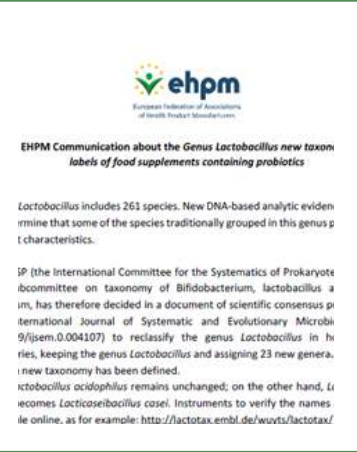 ehpm
European Federation of Associations
of Health Product Manufacturers
EHPM Communication about the Genus Lactobacillus new taxon
labels of food supplements containing probiotics
Lactobacillus includes 261 species. New DNA-based analytic eviden
ermine that some of the species traditionally grouped in this genus p
t characteristics.
SP (the International Committee for the Systematics of Prokaryote
ubcommittee on taxonomy of Bifidobacterium, lactobacillus a
sm, has therefore decided in a document of scientific consensus p
ternational Journal of Systematic and Evolutionary Microbi
9/ijsem.0.004107) to reclassify the genus Lactobacillus in h
ries, keeping the genus Lactobacillus and assigning 23 new genera.
new taxonomy has been defined.
ctobacillus acidophilus remains unchanged; on the other hand, L
ecomes Lacticaseibacillus casei. Instruments to verify the names
le online, as for example: http://lactotax.embl.de/wuyts/lactotax/